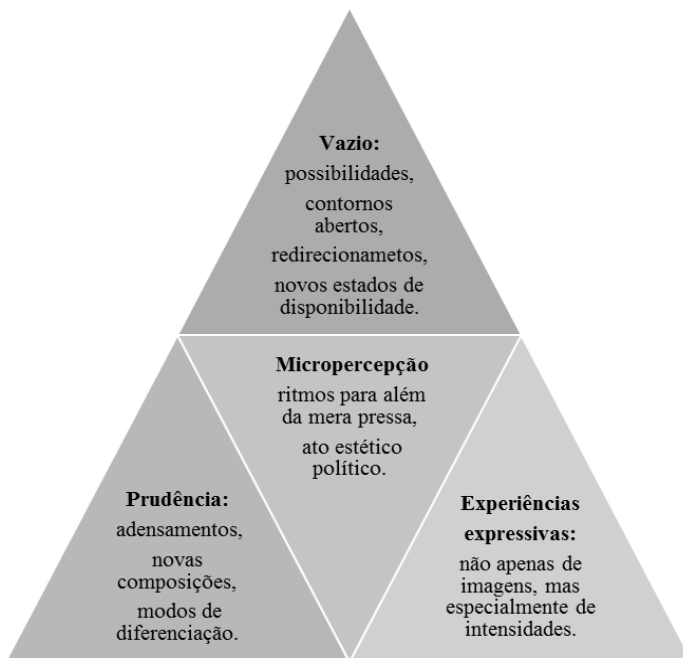 Vazio:
possibilidades,
contornos
abertos,
redirecionametos,
novos estados de
disponibilidade.
Micropercepção
ritmos para além
da mera pressa,
ato estético
político.
Prudência:
adensamentos,
novas
composições,
modos de
diferenciação.
Experiências
expressivas:
não apenas de
imagens, mas
especialmente de
intensidades.